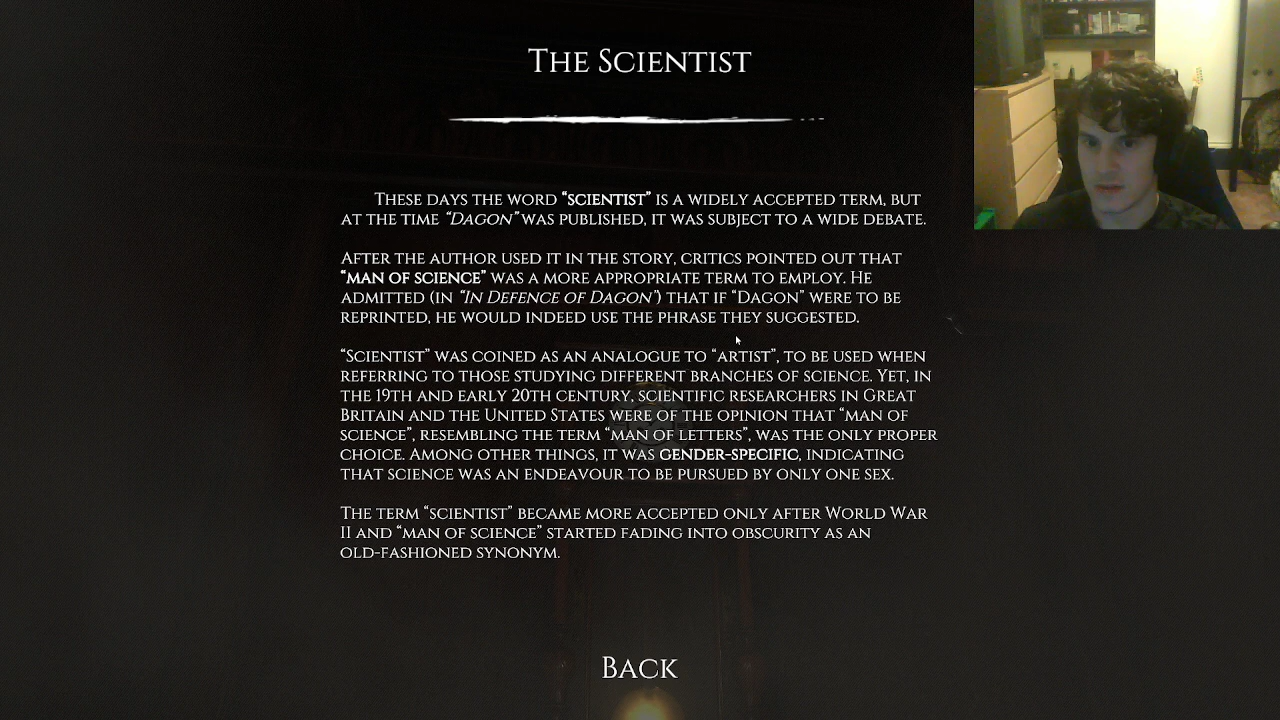 The Scientist
These days the word “scientist” is a widely accepted term, but
at the time “Dagon” was published, it was subject to a wide debate.
After the author used it in the story, critics pointed out that
“man of science” was a more appropriate term to employ. He
admitted (in “In Defence of Dagon”) that if “Dagon” were to be
reprinted, he would indeed use the phrase they suggested.
“Scientist” was coined as an analogue to “artist”, to be used when
referring to those studying different branches of science. Yet, in
the 19th and early 20th century, scientific researchers in Great
Britain and the United States were of the opinion that “man of
science”, resembling the term “man of letters”, was the only proper
choice. Among other things, it was gender-specific, indicating
that science was an endeavour to be pursued by only one sex.
The term “scientist” became more accepted only after World War
II and “man of science” started fading into obscurity as an
old-fashioned synonym.
Back